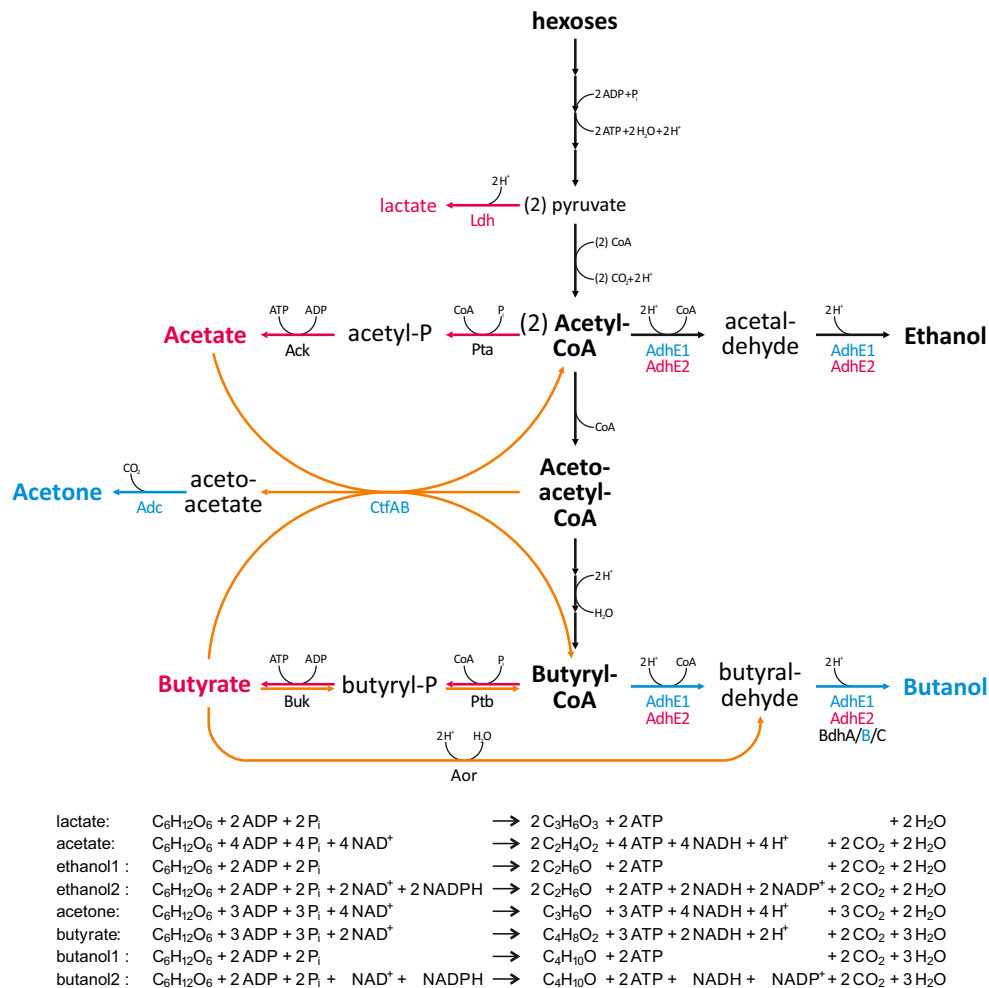 hexoses
2 ADP + Pi
2 ATP + 2 H₂O + 2 H⁺
2 H⁺
lactate
Ldh
(2) pyruvate
(2) CoA
(2) CO₂ + 2 H⁺
ATP ADP
CoA Pi
2 H⁺ CoA
2 H⁺
Acetate
Ack
acetyl-P
Pta
(2) Acetyl-
CoA
AdhE1
AdhE2
acetal-
dehyde
AdhE1
AdhE2
Ethanol
CoA
Acetone
CO₂
Adc
aceto-
acetate
CtfAB
Aceto-
acetyl-
CoA
2 H⁺
H₂O
ATP ADP
CoA Pi
2 H⁺ CoA
2 H⁺
Butyrate
Buk
butyryl-P
Ptb
Butyryl-
CoA
AdhE1
AdhE2
butyral-
dehyde
AdhE1
AdhE2
BdhA/B/C
Butanol
2 H⁺ H₂O
Aor
lactate: C₆H₁₂O₆ + 2 ADP + 2 Pi → 2 C₃H₆O₃ + 2 ATP + 2 H₂O
acetate: C₆H₁₂O₆ + 4 ADP + 4 Pi + 4 NAD⁺ → 2 C₂H₄O₂ + 4 ATP + 4 NADH + 4 H⁺ + 2 CO₂ + 2 H₂O
ethanol1 : C₆H₁₂O₆ + 2 ADP + 2 Pi → 2 C₂H₆O + 2 ATP + 2 CO₂ + 2 H₂O
ethanol2 : C₆H₁₂O₆ + 2 ADP + 2 Pi + 2 NAD⁺ + 2 NADPH → 2 C₂H₆O + 2 ATP + 2 NADH + 2 NADP⁺ + 2 CO₂ + 2 H₂O
acetone: C₆H₁₂O₆ + 3 ADP + 3 Pi + 4 NAD⁺ → C₃H₆O + 3 ATP + 4 NADH + 4 H⁺ + 3 CO₂ + 2 H₂O
butyrate: C₆H₁₂O₆ + 3 ADP + 3 Pi + 2 NAD⁺ → C₄H₈O₂ + 3 ATP + 2 NADH + 2 H⁺ + 2 CO₂ + 3 H₂O
butanol1 : C₆H₁₂O₆ + 2 ADP + 2 Pi → C₄H₁₀O + 2 ATP + 2 CO₂ + 3 H₂O
butanol2 : C₆H₁₂O₆ + 2 ADP + 2 Pi + NAD⁺ + NADPH → C₄H₁₀O + 2 ATP + NADH + NADP⁺ + 2 CO₂ + 3 H₂O